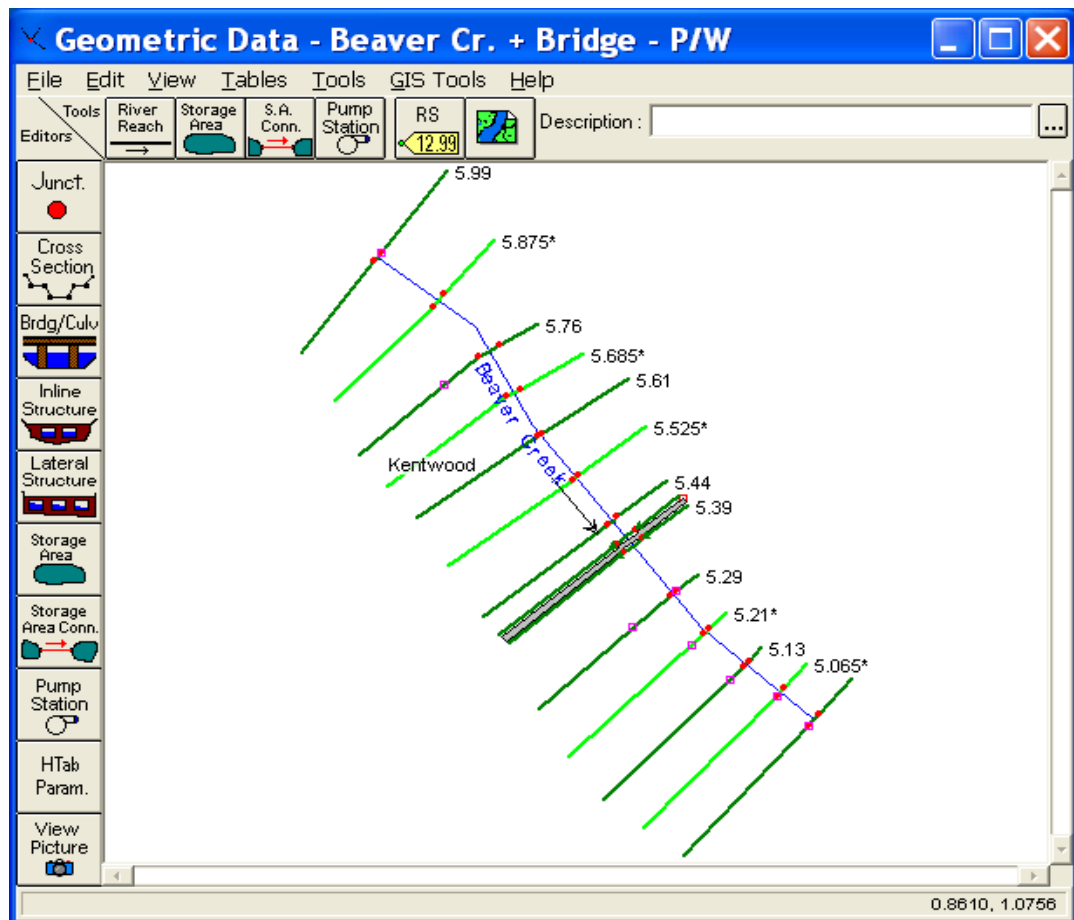 Geometric Data - Beaver Cr. + Bridge - P/W
File Edit View Tables Tools GIS Tools Help
Tools
Editors
River
Reach
Storage
Area
S.A.
Conn.
Pump
Station
RS
12.99
Description :
...
Junct.
Cross
Section
Brdg/Culv
Inline
Structure
Lateral
Structure
Storage
Area
Storage
Area Conn.
Pump
Station
HTab
Param.
View
Picture
5.99
5.875*
5.76
5.685*
5.61
5.525*
5.44
5.39
5.29
5.21*
5.13
5.065*
Beaver Creek
Kentwood
0.8610, 1.0756